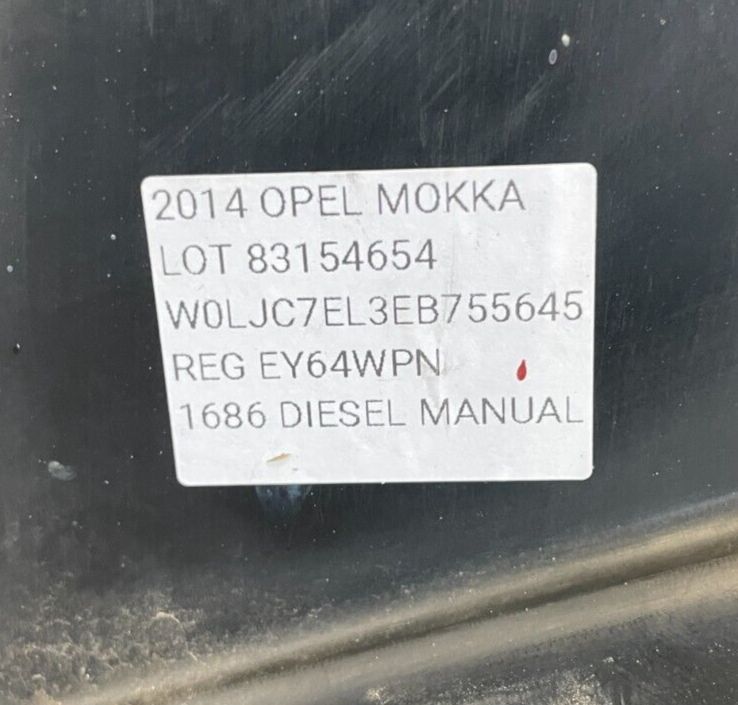 2014 OPEL MOKKA
LOT 83154654
W0LJC7EL3EB755645
REG EY64WPN
1686 DIESEL MANUAL